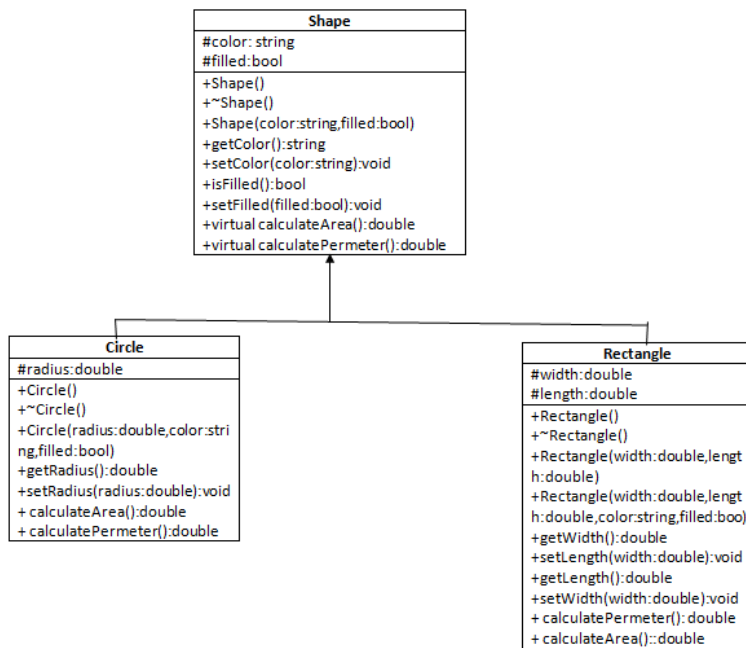 Shape
#color: string
#filled:bool
+Shape()
+~Shape()
+Shape(color:string,filled:bool)
+getColor():string
+setColor(color:string):void
+isFilled():bool
+setFilled(filled:bool):void
+virtual calculateArea():double
+virtual calculatePermeter():double
Circle
#radius:double
+Circle()
+~Circle()
+Circle(radius:double,color:stri
ng,filled:bool)
+getRadius():double
+setRadius(radius:double):void
+ calculateArea():double
+ calculatePermeter():double
Rectangle
#width:double
#length:double
+Rectangle()
+~Rectangle()
+Rectangle(width:double,lengt
h:double)
+Rectangle(width:double,lengt
h:double,color:string,filled:boo)
+getWidth():double
+setLength(width:double):void
+getLength():double
+setWidth(width:double):void
+ calculatePermeter(): double
+ calculateArea()::double